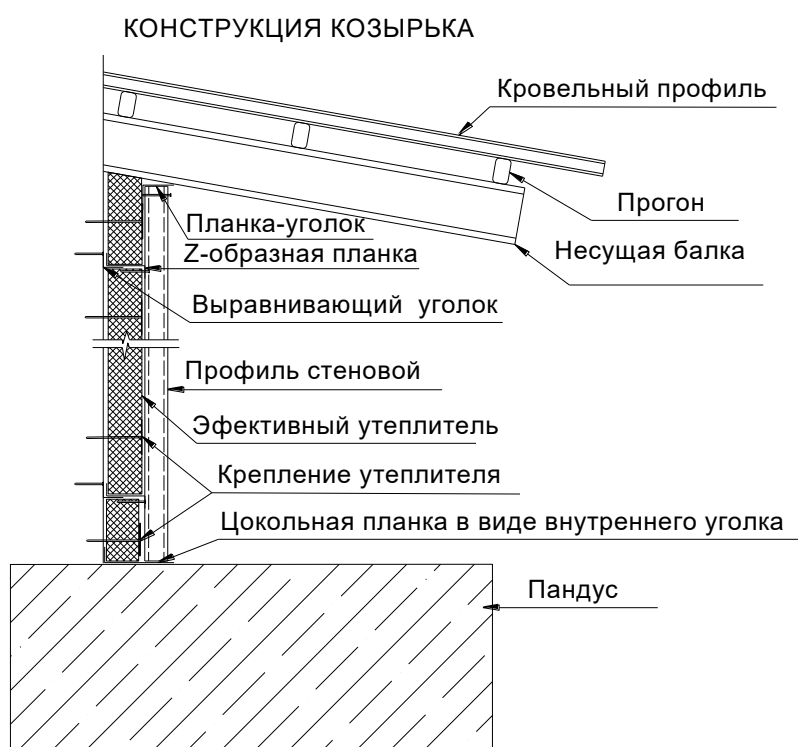 КОНСТРУКЦИЯ КОЗЫРЬКА
Кровельный профиль
Прогон
Планка-уголок
Несущая балка
Z-образная планка
Выравнивающий уголок
Профиль стеновой
Эфективный утеплитель
Крепление утеплителя
Цокольная планка в виде внутреннего уголка
Пандус